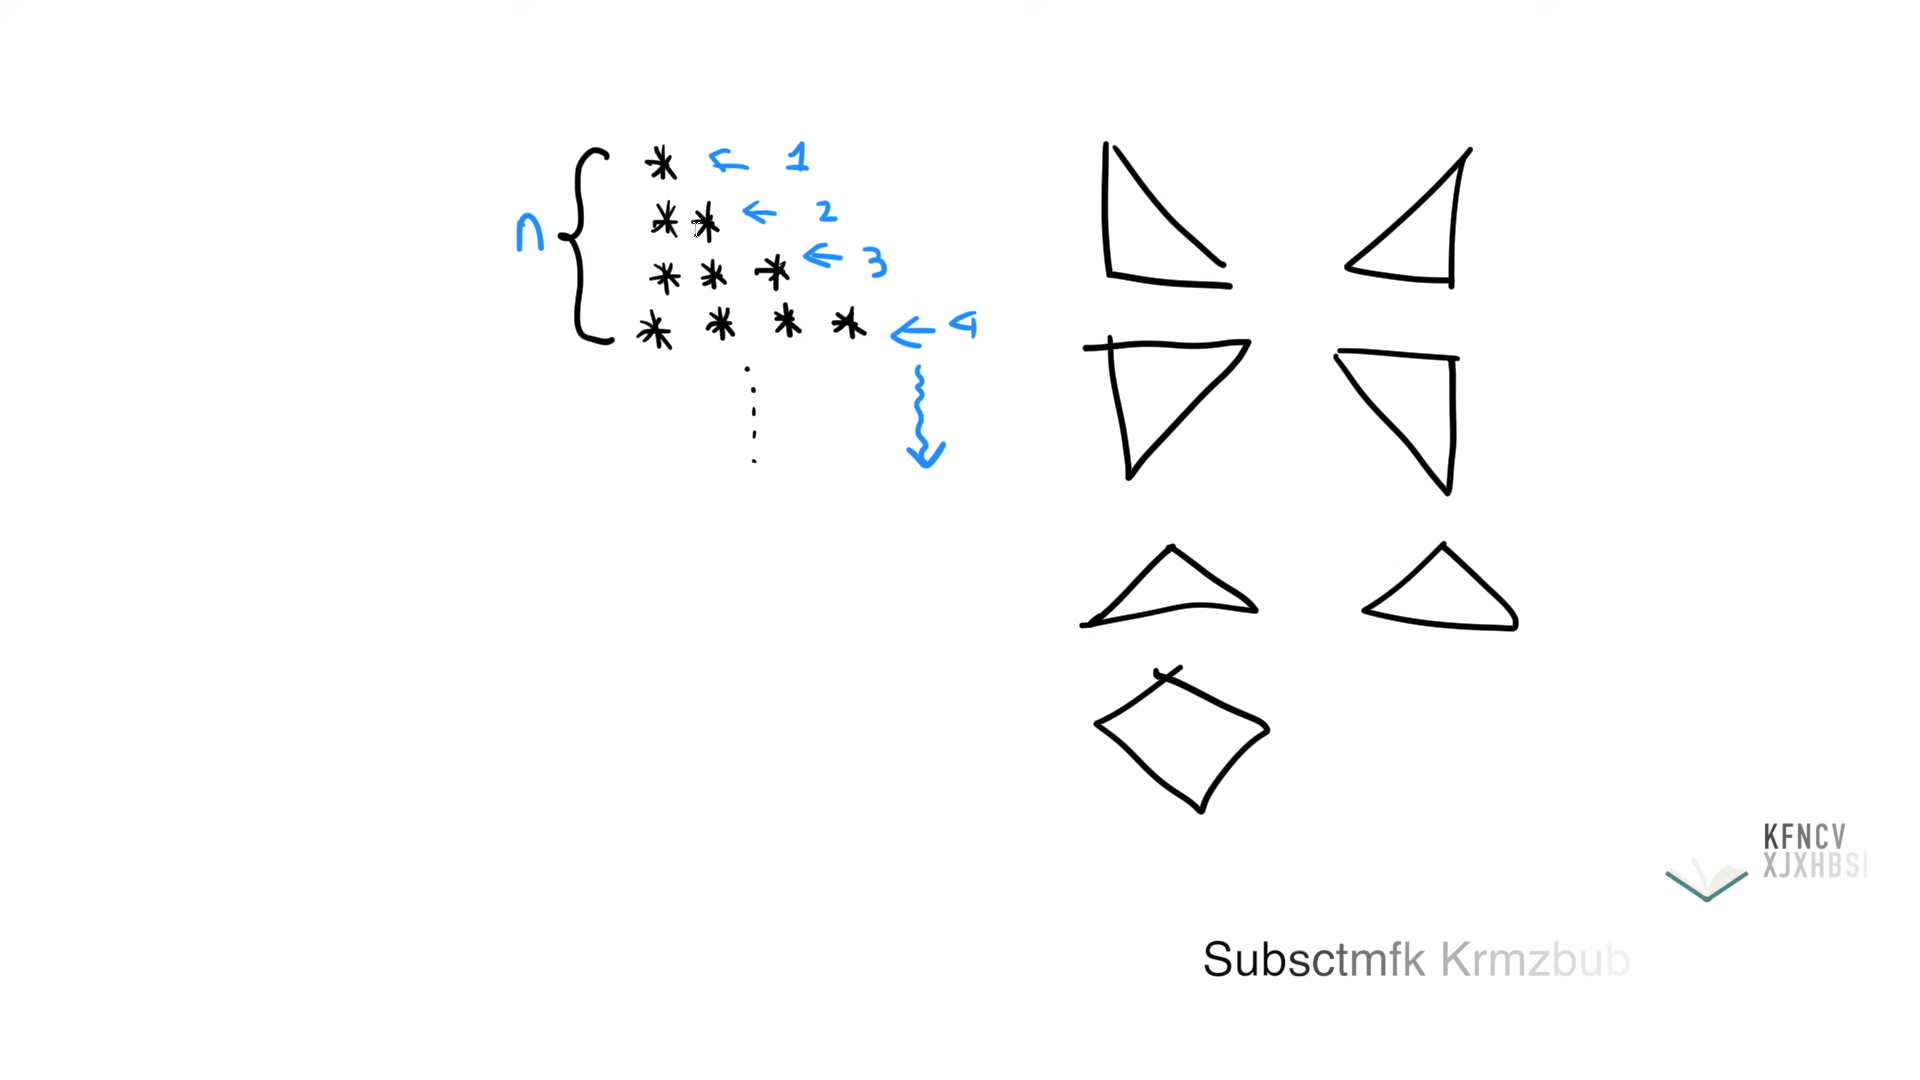 * ← 1
n * * ← 2
* * * ← 3
* * * * ← 4
KFNCV
XJXHBSI
Subsctmfk Krmzbub